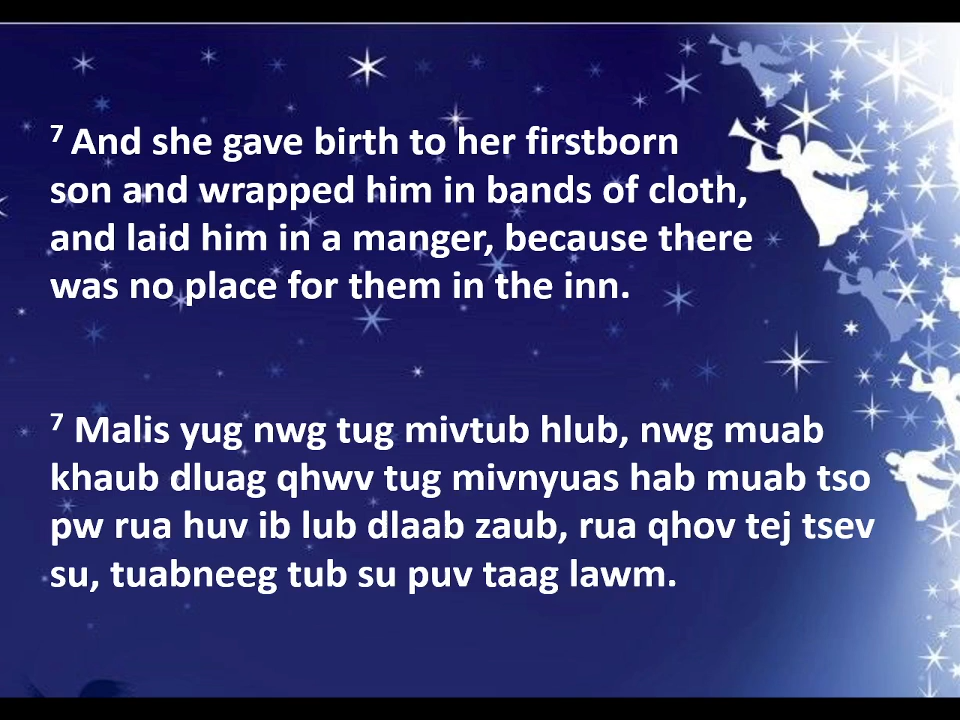 7 And she gave birth to her firstborn
son and wrapped him in bands of cloth,
and laid him in a manger, because there
was no place for them in the inn.
7 Malis yug nwg tug mivtub hlub, nwg muab
khaub dluag qhwv tug mivnyuas hab muab tso
pw rua huv ib lub dlaab zaub, rua qhov tej tsev
su, tuabneeg tub su puv taag lawm.